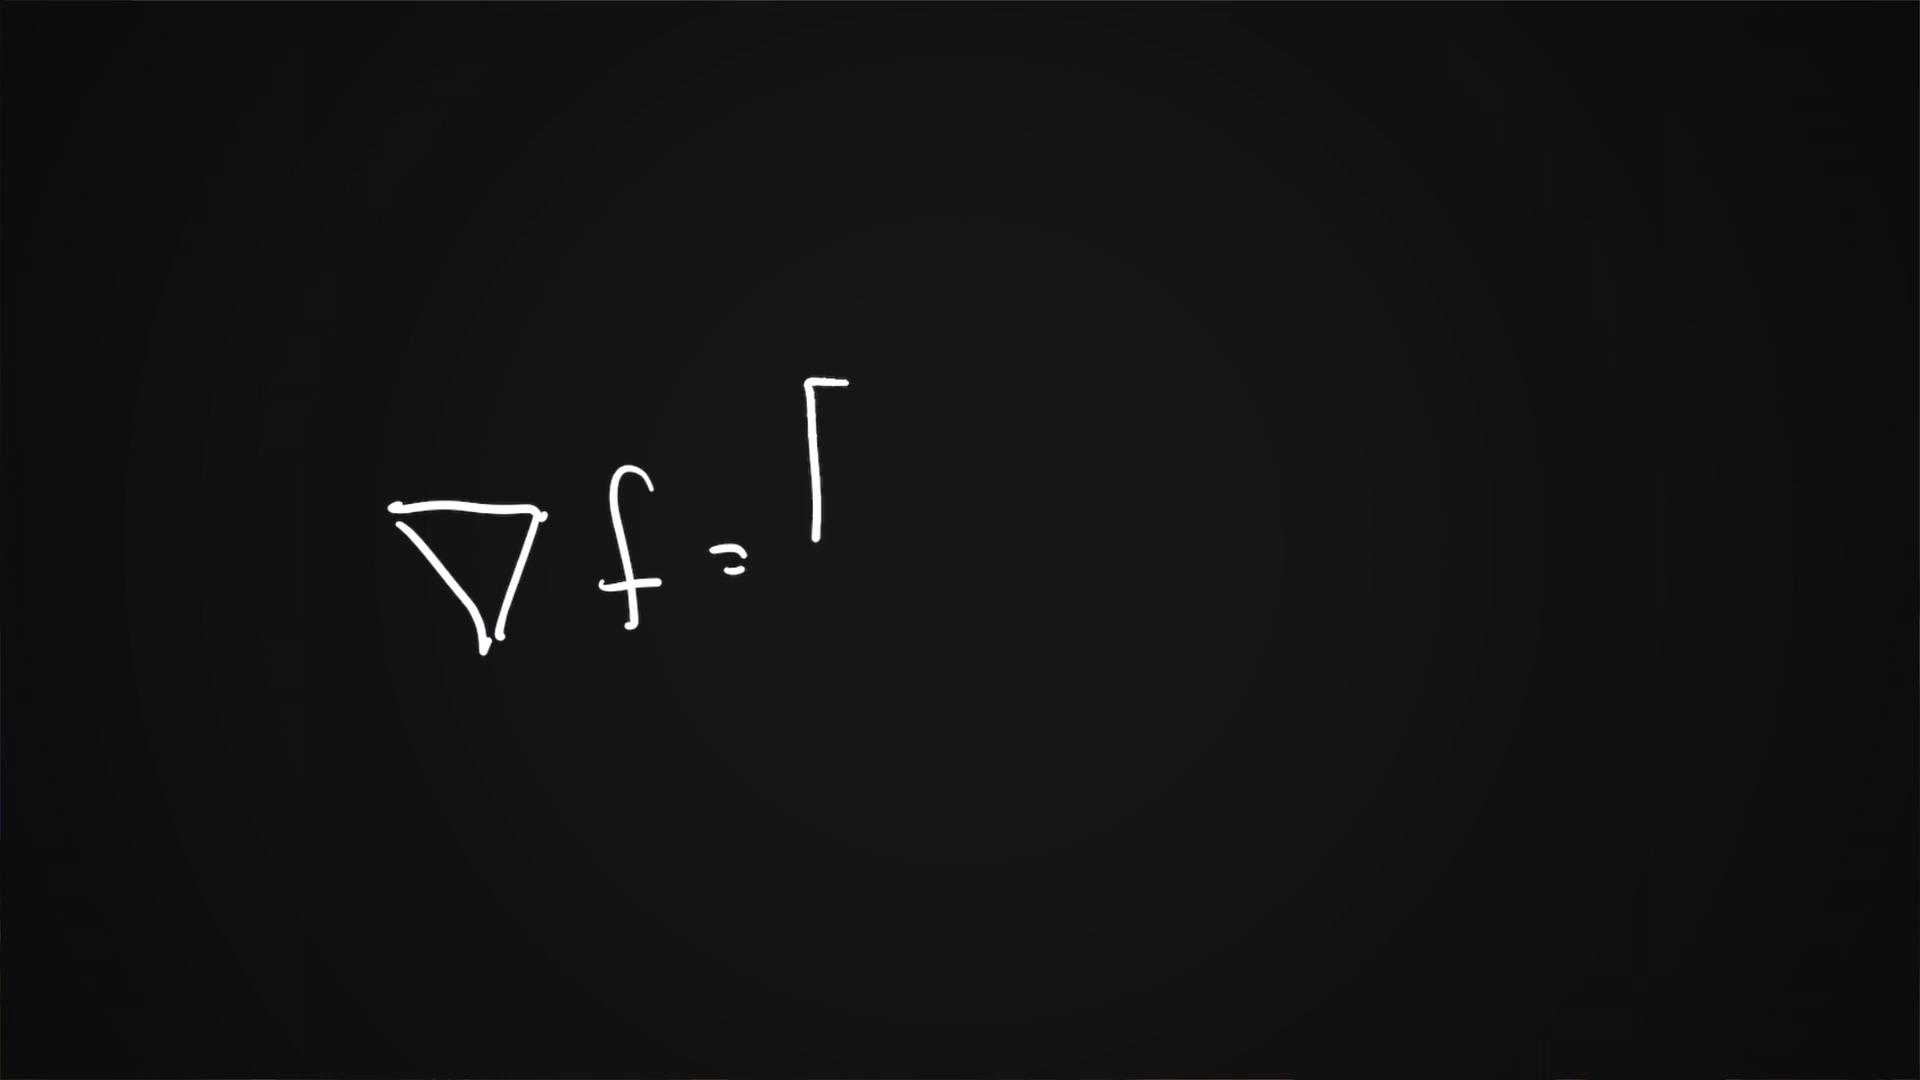 ∇ f = [